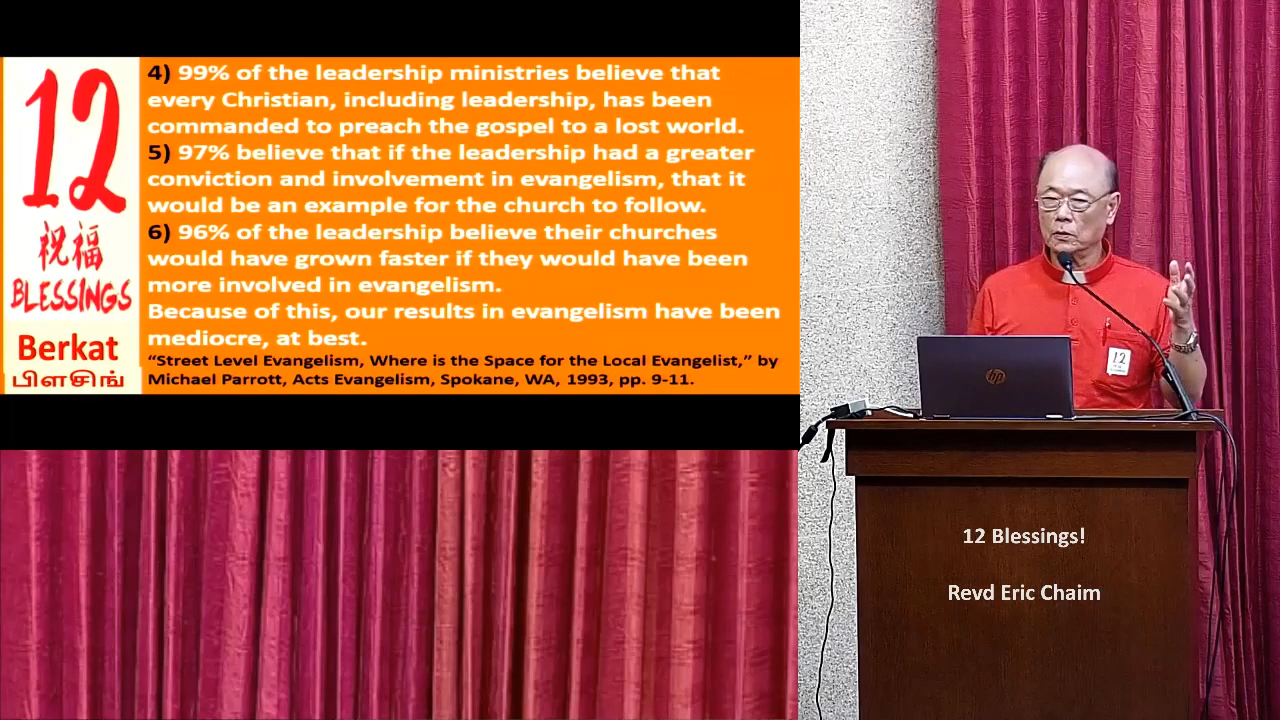 12
祝福
BLESSINGS
Berkat
பிளசிங்
4) 99% of the leadership ministries believe that
every Christian, including leadership, has been
commanded to preach the gospel to a lost world.
5) 97% believe that if the leadership had a greater
conviction and involvement in evangelism, that it
would be an example for the church to follow.
6) 96% of the leadership believe their churches
would have grown faster if they would have been
more involved in evangelism.
Because of this, our results in evangelism have been
mediocre, at best.
“Street Level Evangelism, Where is the Space for the Local Evangelist,” by
Michael Parrott, Acts Evangelism, Spokane, WA, 1993, pp. 9-11.
12
hp
12 Blessings!
Revd Eric Chaim